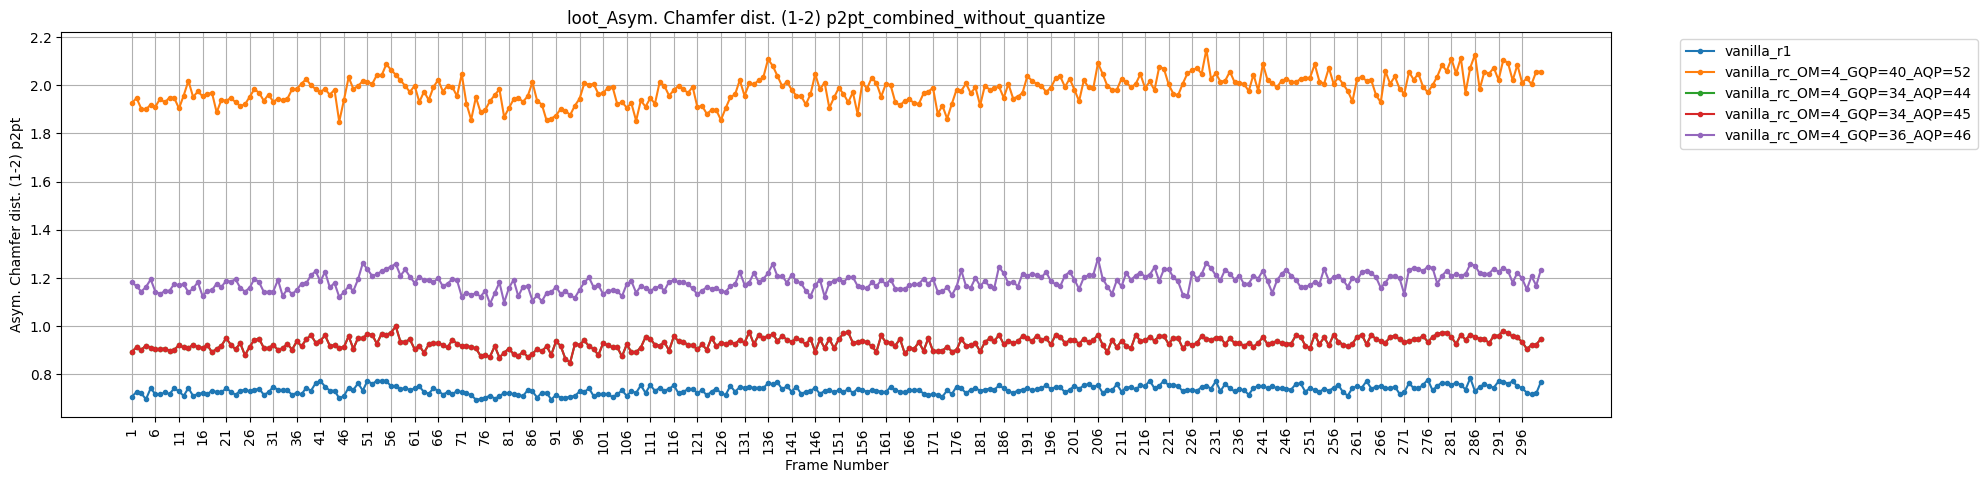 loot_Asym. Chamfer dist. (1-2) p2pt_combined_without_quantize
Asym. Chamfer dist. (1-2) p2pt
2.2
2.0
1.8
1.6
1.4
1.2
1.0
0.8
1 6 11 16 21 26 31 36 41 46 51 56 61 66 71 76 81 86 91 96 101 106 111 116 121 126 131 136 141 146 151 156 161 166 171 176 181 186 191 196 201 206 211 216 221 226 231 236 241 246 251 256 261 266 271 276 281 286 291 296
Frame Number
vanilla_r1
vanilla_rc_OM=4_GQP=40_AQP=52
vanilla_rc_OM=4_GQP=34_AQP=44
vanilla_rc_OM=4_GQP=34_AQP=45
vanilla_rc_OM=4_GQP=36_AQP=46